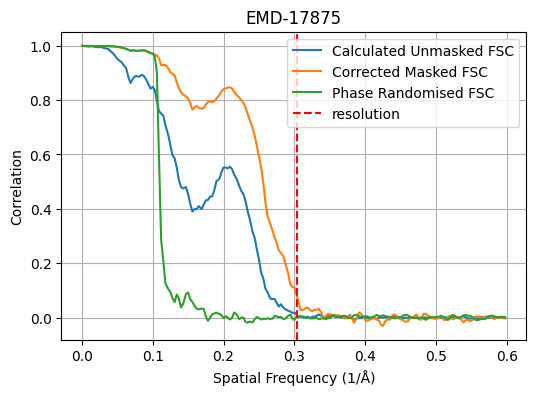 EMD-17875
Calculated Unmasked FSC
Corrected Masked FSC
Phase Randomised FSC
resolution
Correlation
1.0
0.8
0.6
0.4
0.2
0.0
0.0 0.1 0.2 0.3 0.4 0.5 0.6
Spatial Frequency (1/Å)